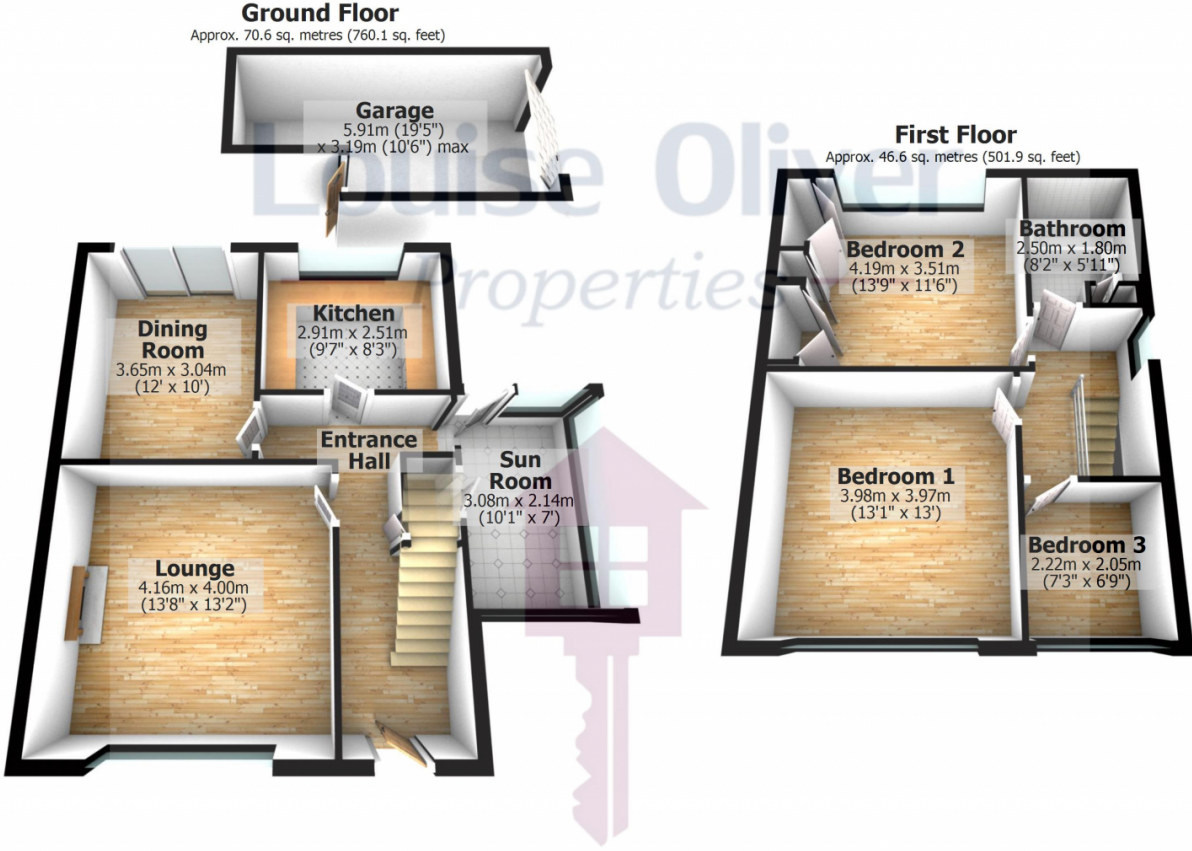 Ground Floor
Approx. 70.6 sq. metres (760.1 sq. feet)
Garage
5.91m (19'5")
x 3.19m (10'6") max
Louise Oliver
Properties
First Floor
Approx. 46.6 sq. metres (501.9 sq. feet)
Bedroom 2
4.19m x 3.51m
(13'9" x 11'6")
Bathroom
2.50m x 1.80m
(8'2" x 5'11")
Kitchen
2.91m x 2.51m
(9'7" x 8'3")
Dining
Room
3.65m x 3.04m
(12' x 10')
Entrance
Hall
Sun
Room
3.08m x 2.14m
(10'1" x 7')
Bedroom 1
3.98m x 3.97m
(13'1" x 13')
Lounge
4.16m x 4.00m
(13'8" x 13'2")
Bedroom 3
2.22m x 2.05m
(7'3" x 6'9")